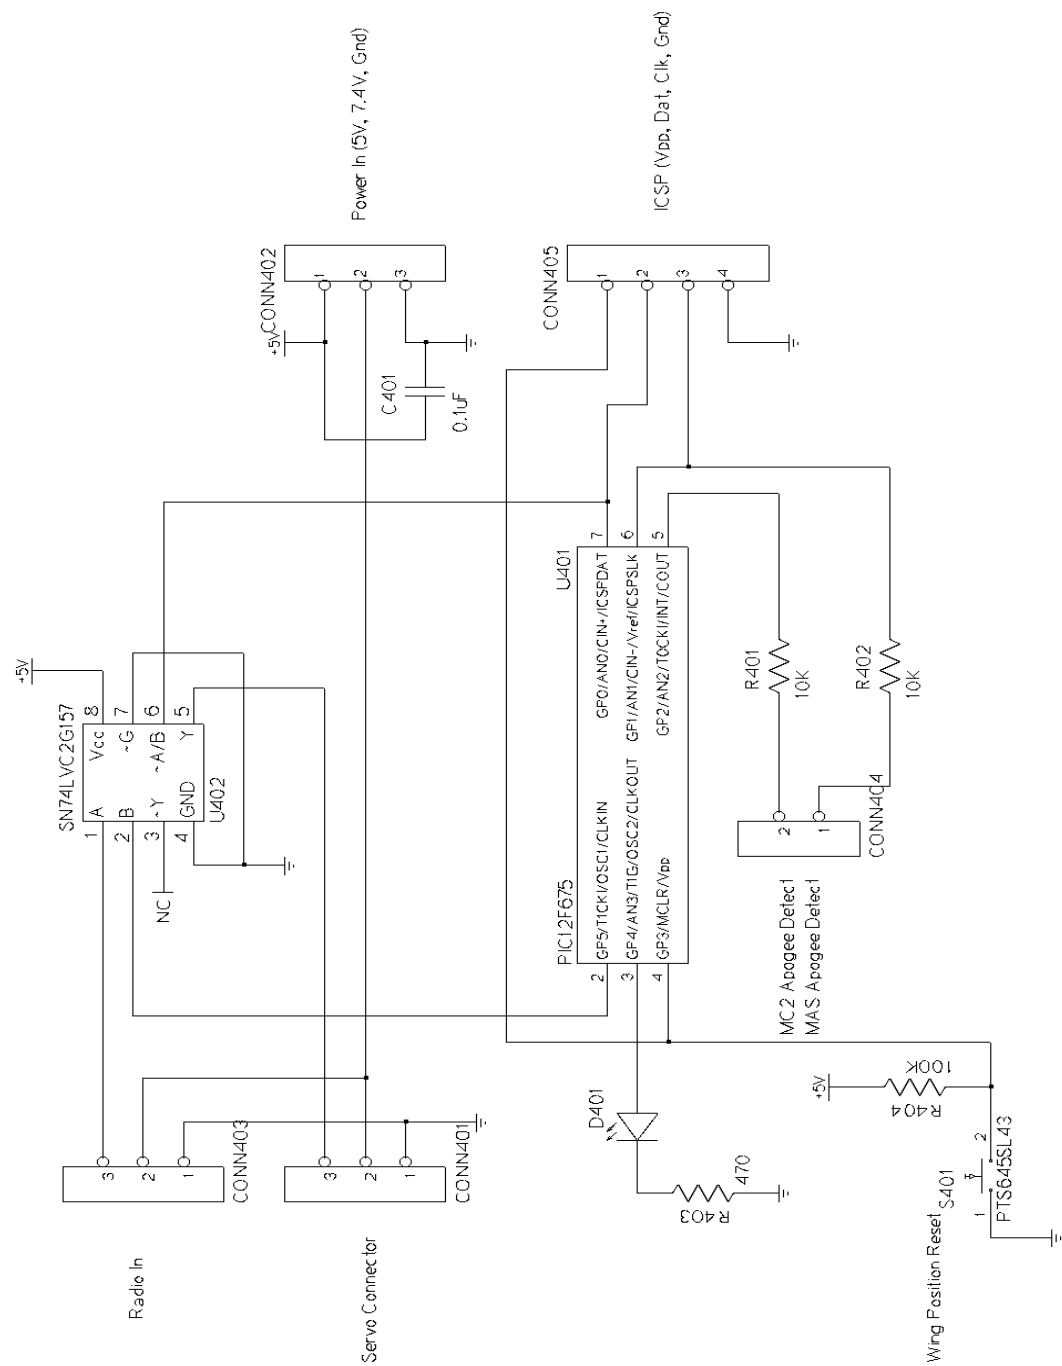 Power In (5V, 7.4V, Gnd)
ICSP (Vpp, Dat, Clk, Gnd)
CONN402
1
2
3
+5V
C401
0.1uF
CONN405
1
2
3
4
+5V
SN74LVC2G157
U402
8
7
6
5
Vcc
~G
~A/B
Y
A
B
~Y
GND
1
2
3
4
NC
U401
PIC12F675
7
6
5
GP0/AN0/CIN+/ICSPDAT
GP1/AN1/CIN-/Vref/ICSPSLK
GP2/AN2/T0CKI/INT/COUT
GP5/T1CKI/OSC1/CLKIN
GP4/AN3/T1G/OSC2/CLKOUT
GP3/MCLR/Vpp
2
3
4
R401
10K
R402
10K
2
1
CONN404
MC2 Apogee Detect
MAS Apogee Detect
3
2
1
CONN403
Radio In
3
2
1
CONN401
Servo Connector
D401
R403
470
+5V
R404
100K
2
1
S401
PTS645SL43
Wing Position Reset